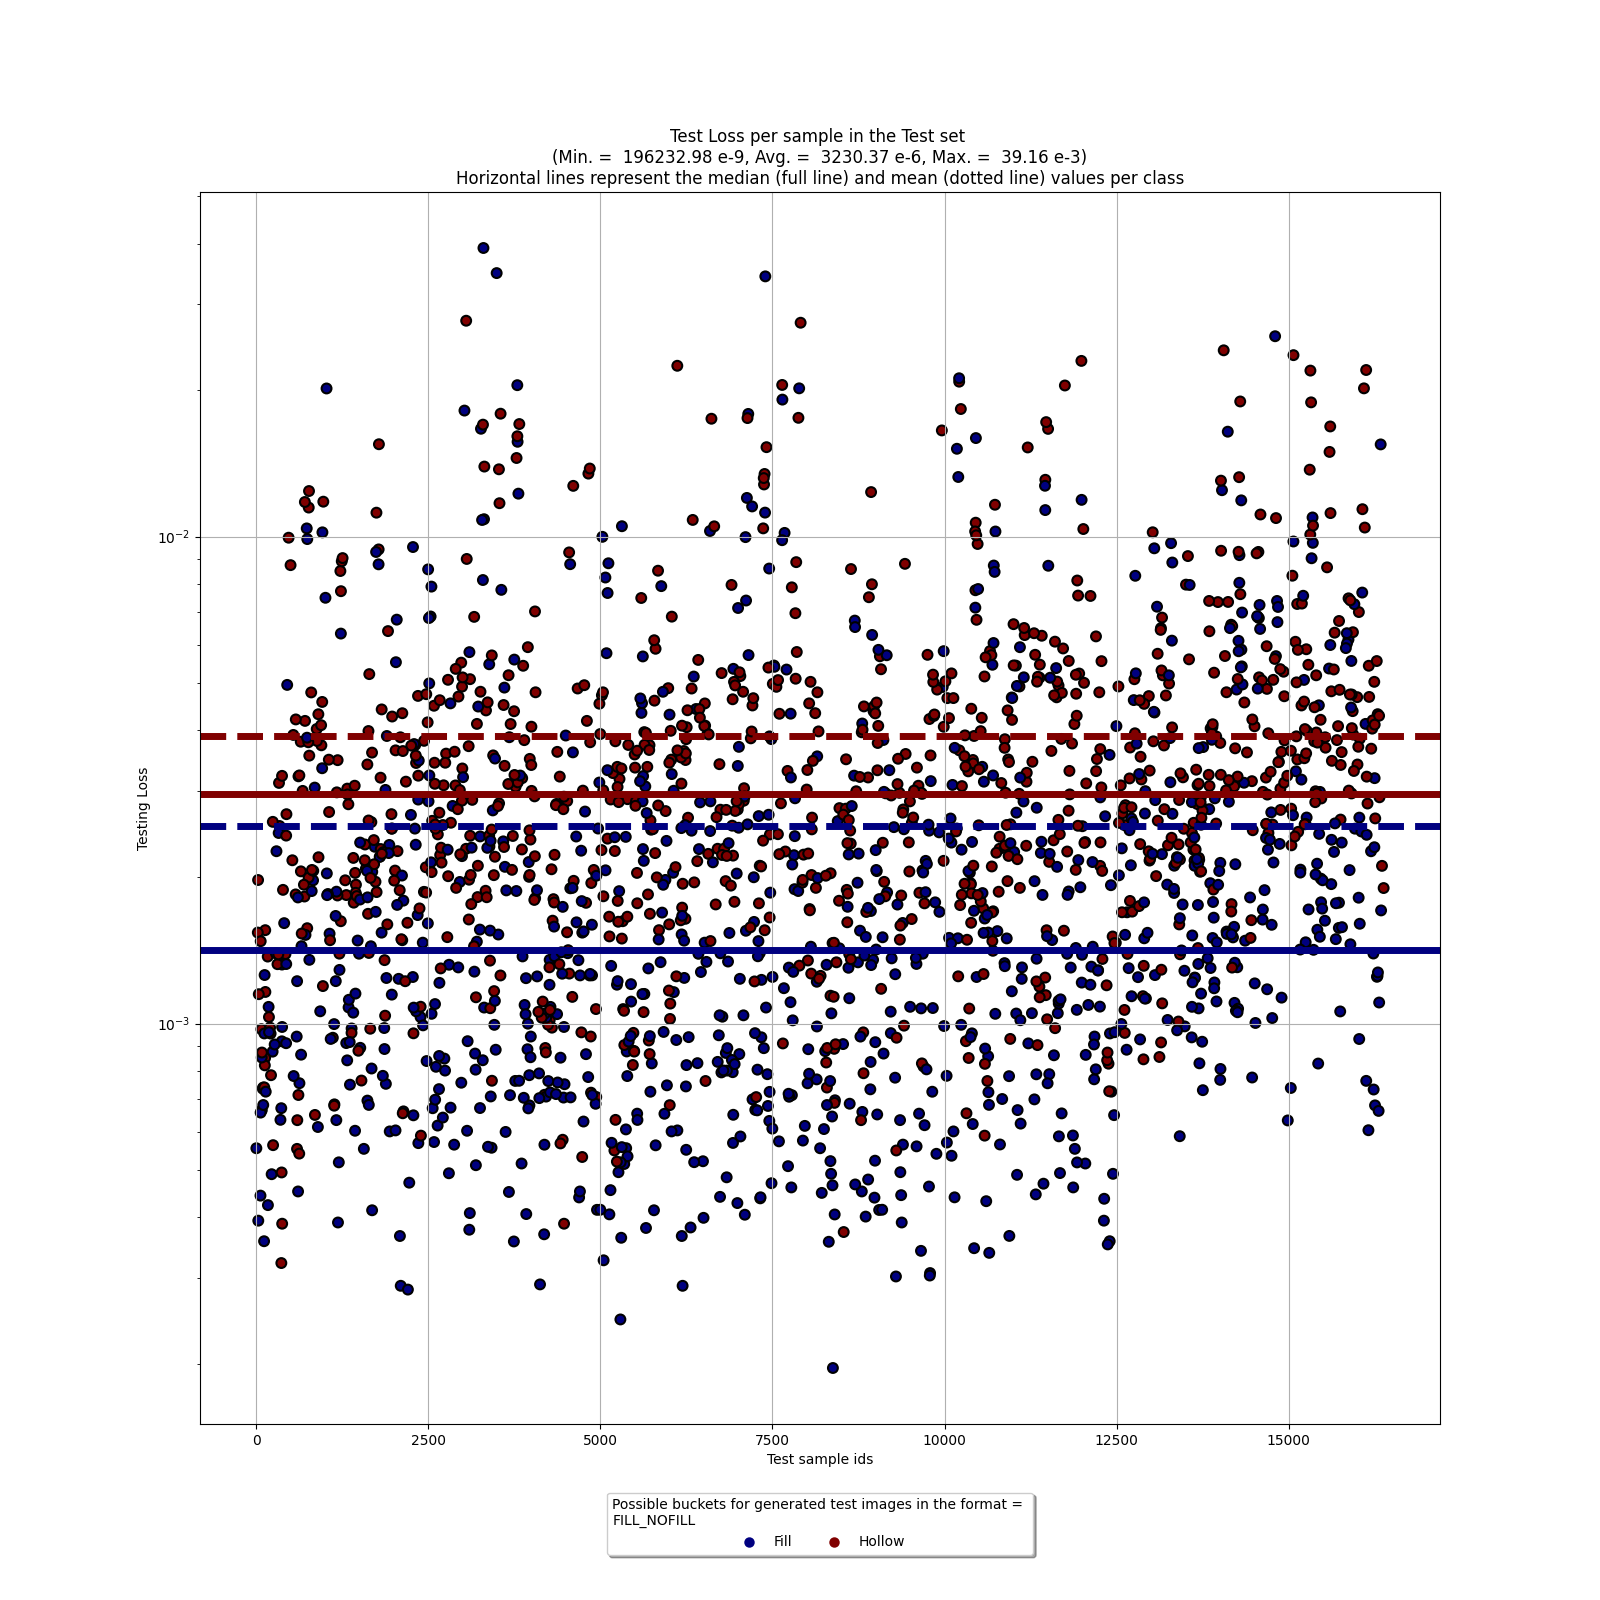 Test Loss per sample in the Test set
(Min. =  196232.98 e-9, Avg. =  3230.37 e-6, Max. =  39.16 e-3)
Horizontal lines represent the median (full line) and mean (dotted line) values per class
Testing Loss
10⁻²
10⁻³
0 2500 5000 7500 10000 12500 15000
Test sample ids
Possible buckets for generated test images in the format =
FILL_NOFILL
Fill Hollow